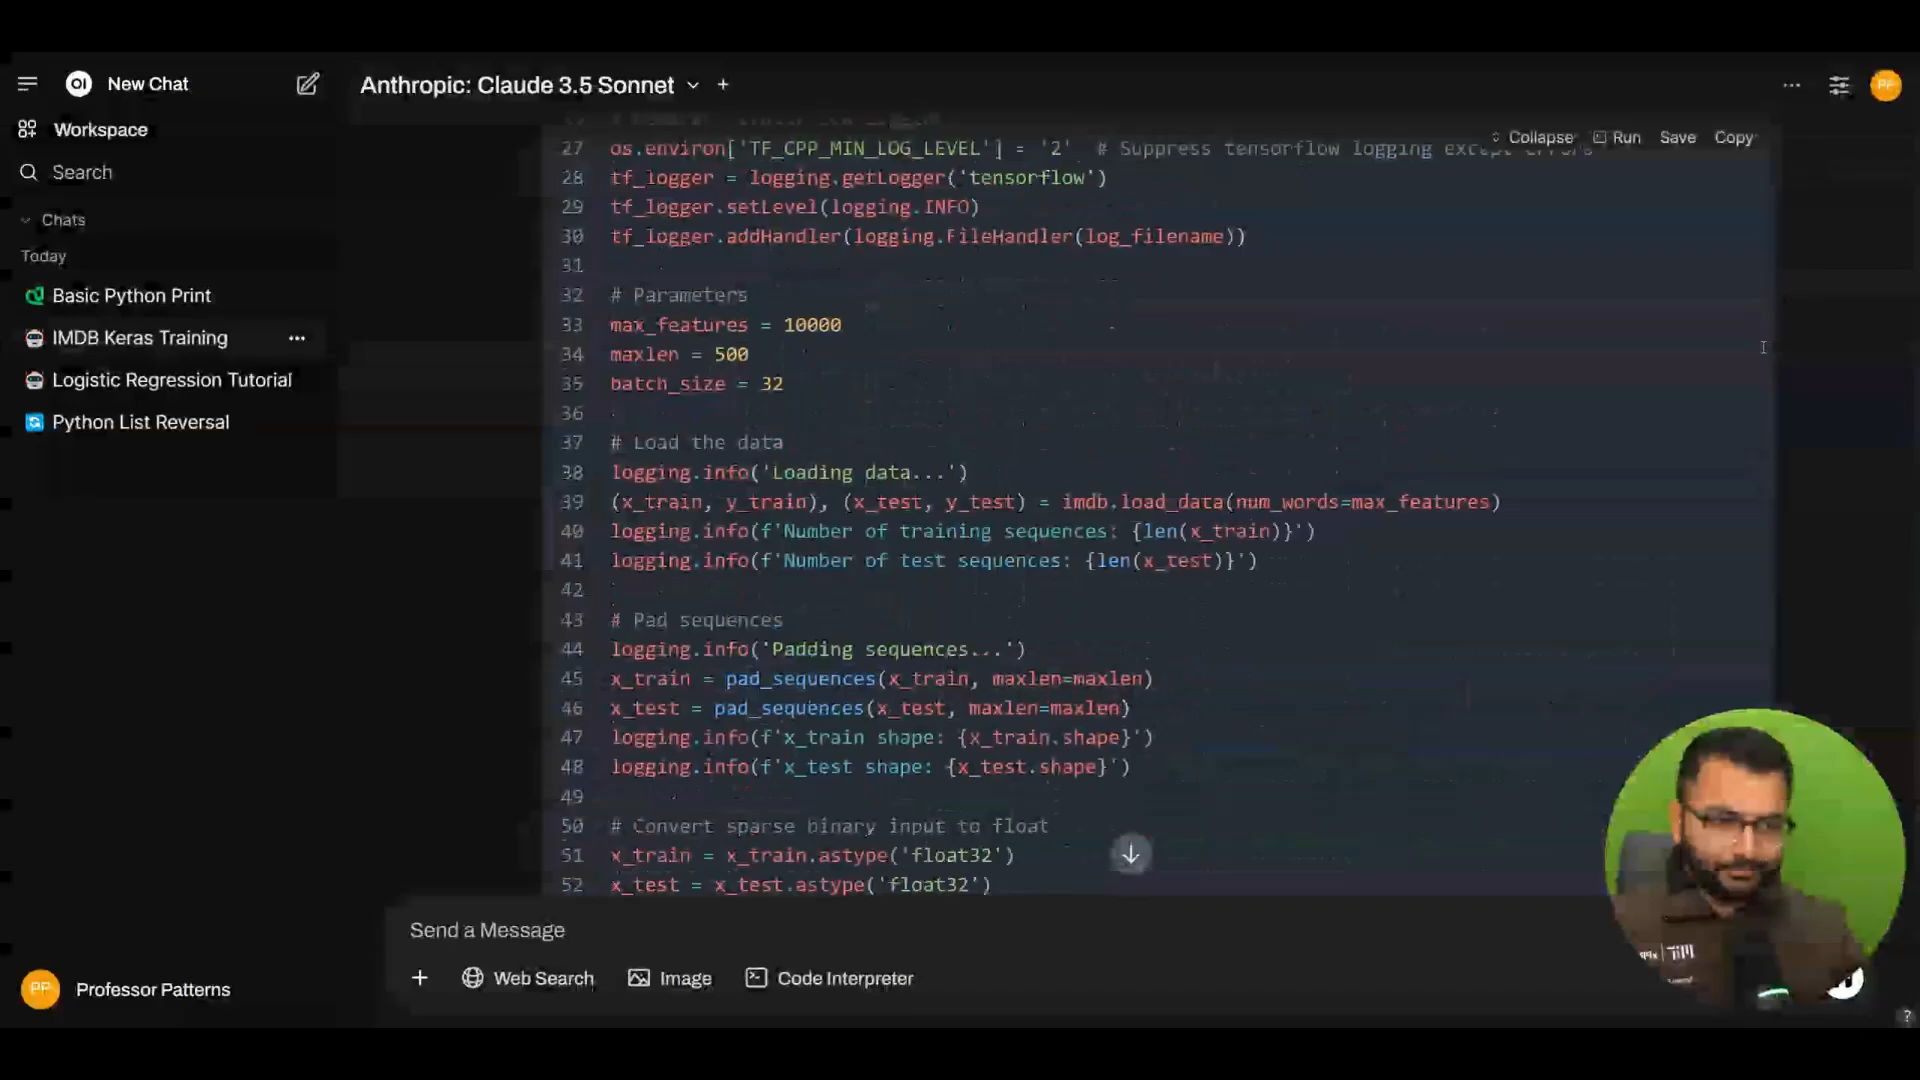 New Chat
Anthropic: Claude 3.5 Sonnet
Workspace
Search
Chats
Today
Basic Python Print
IMDB Keras Training
Logistic Regression Tutorial
Python List Reversal
PP
Professor Patterns
PP
Collapse Run Save Copy
27 os.environ['TF_CPP_MIN_LOG_LEVEL'] = '2' # Suppress tensorflow logging except errors
28 tf_logger = logging.getLogger('tensorflow')
29 tf_logger.setLevel(logging.INFO)
30 tf_logger.addHandler(logging.FileHandler(log_filename))
31
32 # Parameters
33 max_features = 10000
34 maxlen = 500
35 batch_size = 32
36
37 # Load the data
38 logging.info('Loading data...')
39 (x_train, y_train), (x_test, y_test) = imdb.load_data(num_words=max_features)
40 logging.info(f'Number of training sequences: {len(x_train)}')
41 logging.info(f'Number of test sequences: {len(x_test)}')
42
43 # Pad sequences
44 logging.info('Padding sequences...')
45 x_train = pad_sequences(x_train, maxlen=maxlen)
46 x_test = pad_sequences(x_test, maxlen=maxlen)
47 logging.info(f'x_train shape: {x_train.shape}')
48 logging.info(f'x_test shape: {x_test.shape}')
49
50 # Convert sparse binary input to float
51 x_train = x_train.astype('float32')
52 x_test = x_test.astype('float32')
Send a Message
Web Search Image Code Interpreter
?